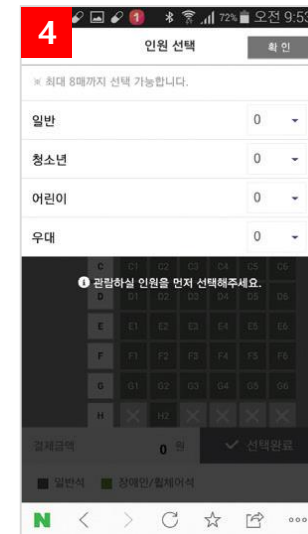 4
1
72%
오전 9:53
인원 선택
확 인
※ 최대 8매까지 선택 가능합니다.
일반
0
청소년
0
어린이
0
우대
0
C C1 C2 C3 C4 C5 C6
관람하실 인원을 먼저 선택해주세요.
D D1 D2 D3 D4 D5 D6
E E1 E2 E3 E4 E5 E6
F F1 F2 F3 F4 F5 F6
G G1 G2 G3 G4 G5 G6
H H2
결제금액
0 원
선택완료
일반석
장애인/휠체어석
N